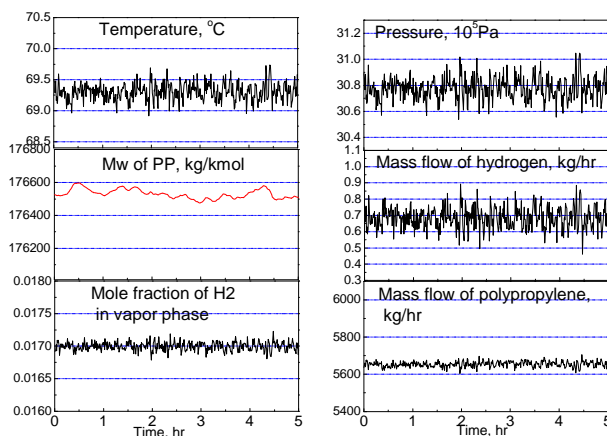 Temperature, °C
70.5
70.0
69.5
69.0
68.5
Mw of PP, kg/kmol
176800
176600
176400
176200
0.0180
Mole fraction of H2
in vapor phase
0.0175
0.0170
0.0165
0.0160
0 1 2 3 4 5
Time, hr
Pressure, 10⁵Pa
31.2
31.0
30.8
30.6
30.4
Mass flow of hydrogen, kg/hr
1.1
1.0
0.9
0.8
0.7
0.6
0.5
0.4
0.3
Mass flow of polypropylene,
kg/hr
6000
5800
5600
5400
0 1 2 3 4 5
Time, hr